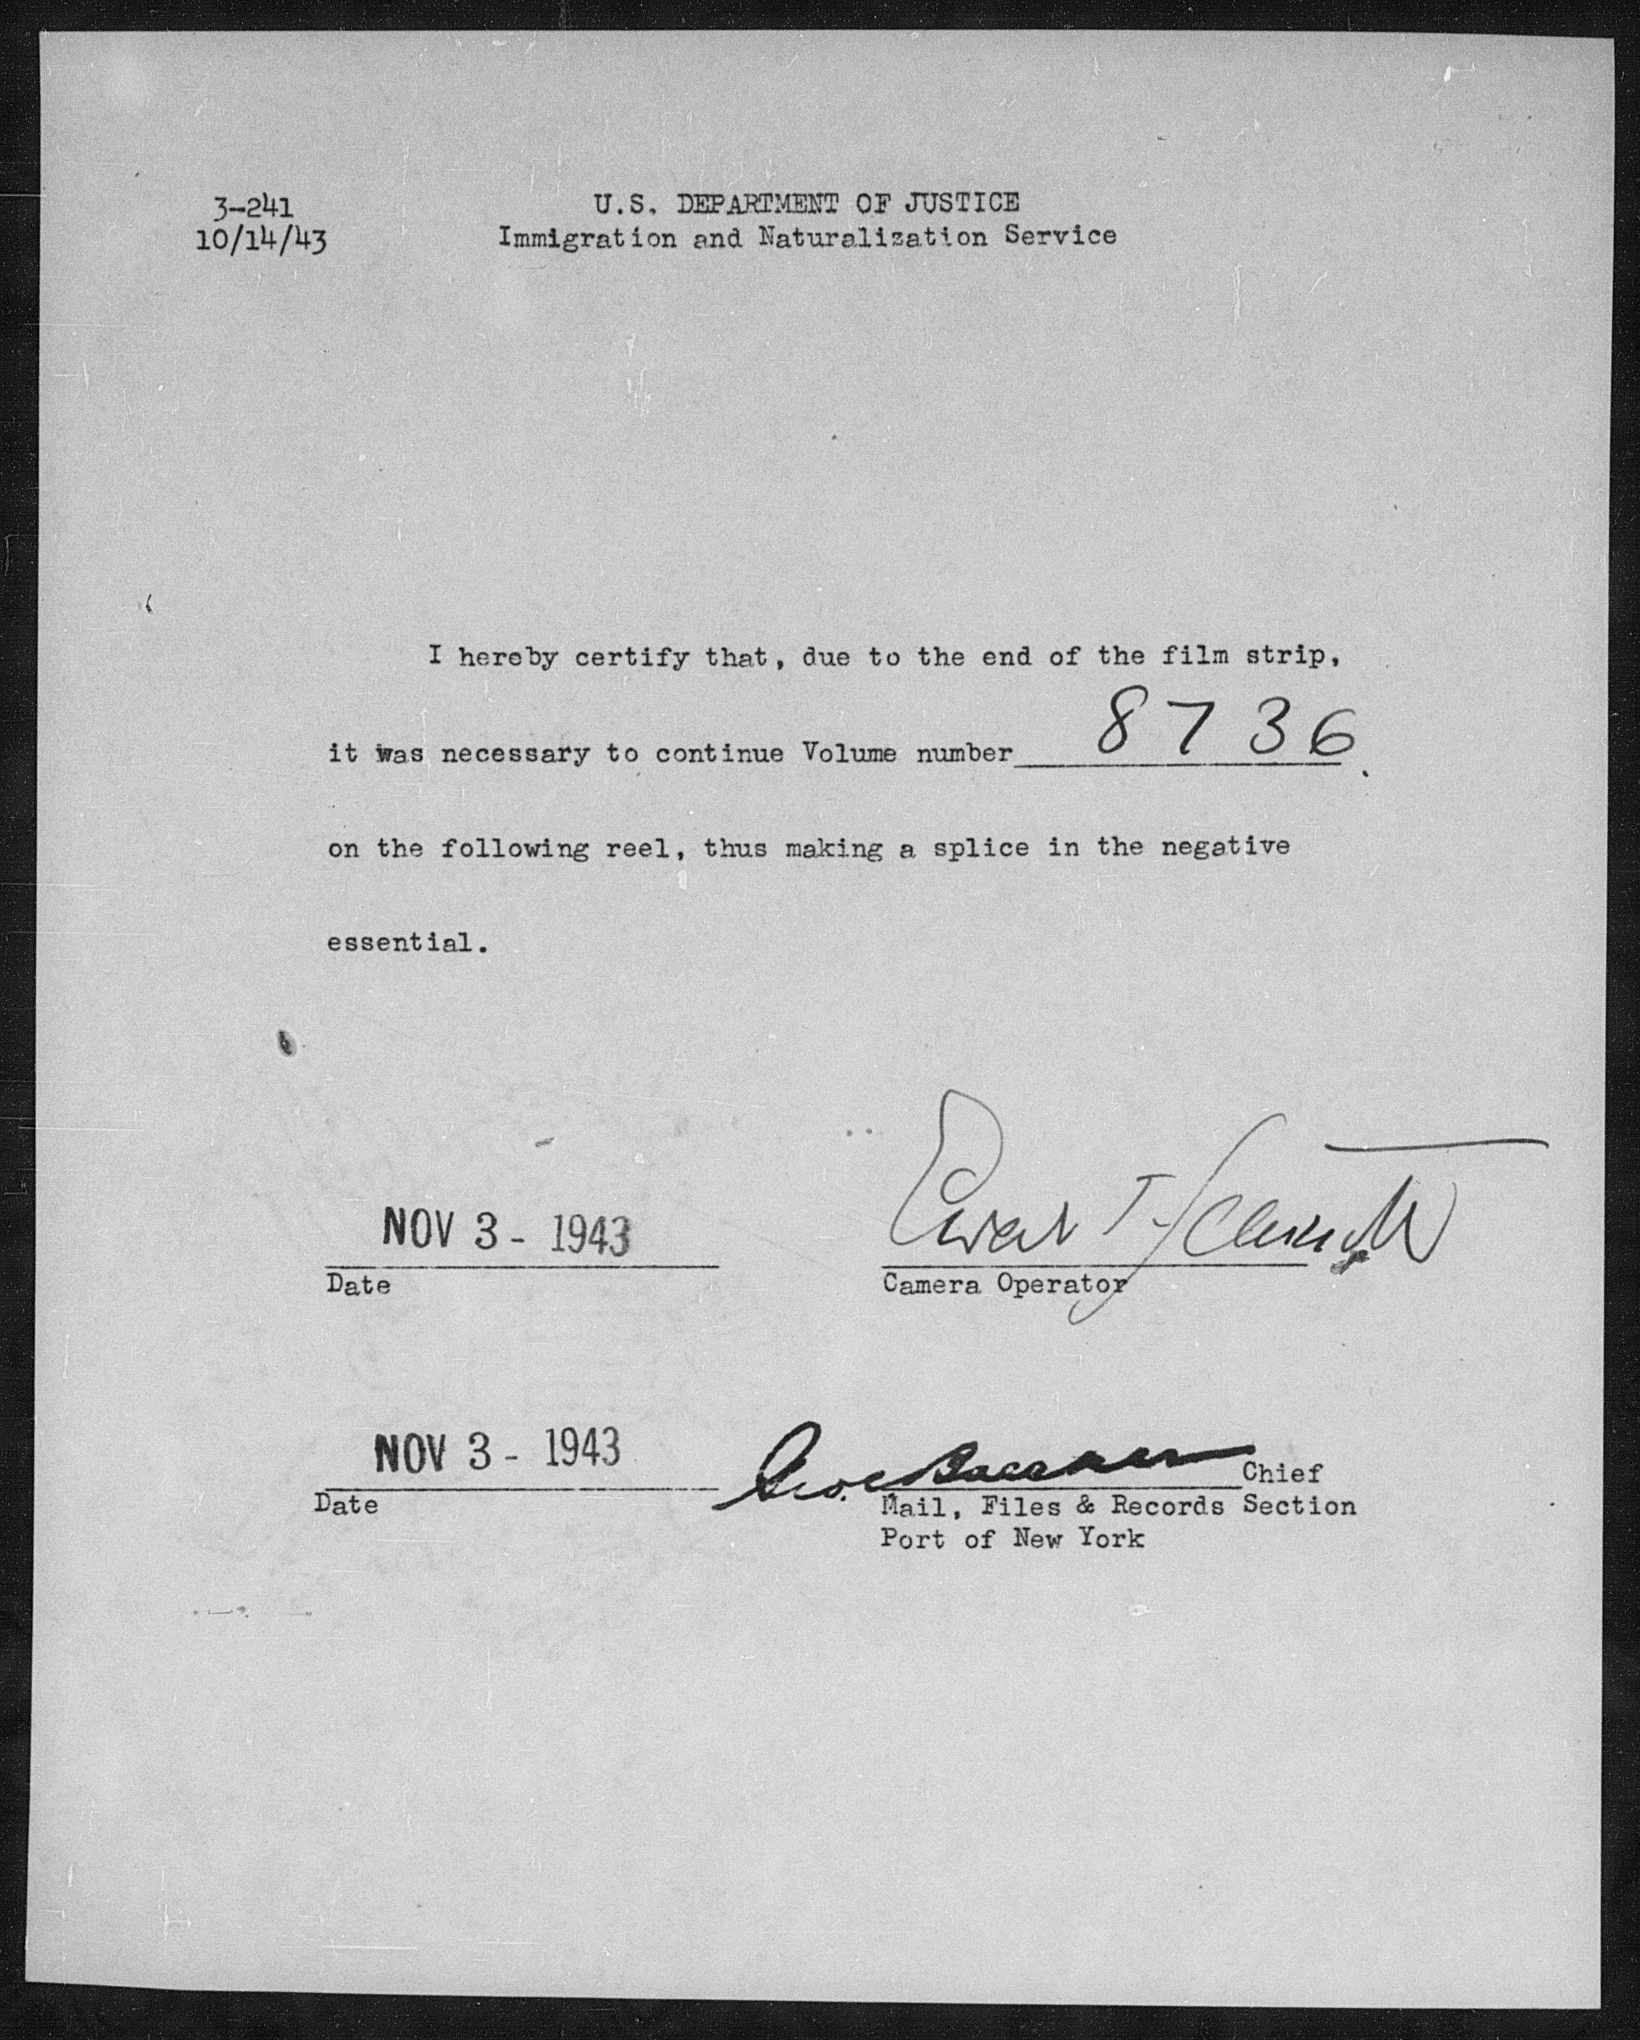 3-241
10/14/43
U.S. DEPARTMENT OF JUSTICE
Immigration and Naturalization Service
I hereby certify that, due to the end of the film strip,
it was necessary to continue Volume number 8736.
on the following reel, thus making a splice in the negative
essential.
NOV 3 - 1943
Date
Camera Operator
NOV 3 - 1943
Date
Geo. Chief
Mail, Files & Records Section
Port of New York